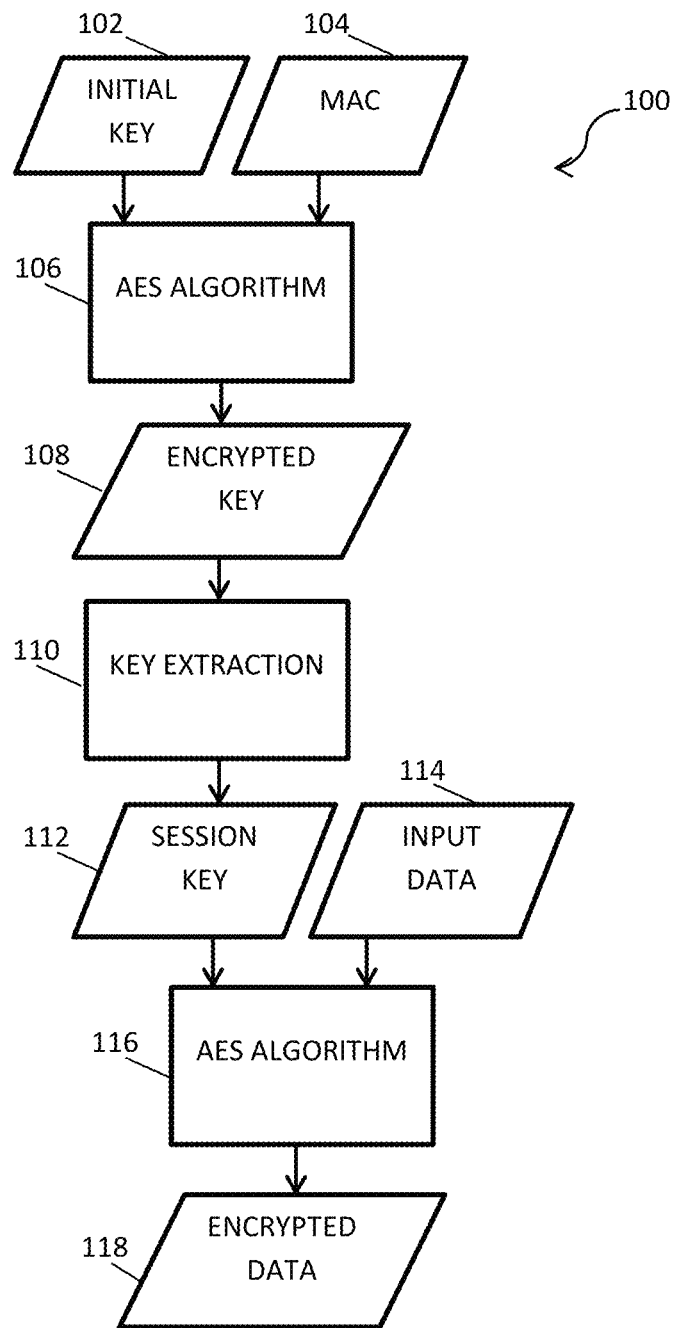 102
104
INITIAL
KEY
MAC
100
106
AES ALGORITHM
108
ENCRYPTED
KEY
110
KEY EXTRACTION
114
112
SESSION
KEY
INPUT
DATA
116
AES ALGORITHM
118
ENCRYPTED
DATA